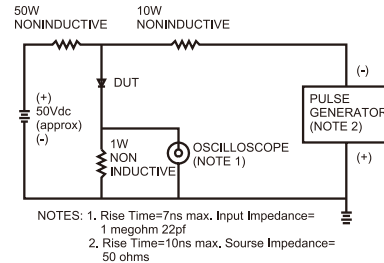 50W
NONINDUCTIVE
10W
NONINDUCTIVE
(+)
50Vdc
(approx)
(-)
DUT
1W
NON
INDUCTIVE
OSCILLOSCOPE
(NOTE 1)
(-)
PULSE
GENERATOR
(NOTE 2)
(+)
NOTES: 1. Rise Time=7ns max. Input Impedance=
1 megohm 22pf
2. Rise Time=10ns max. Sourse Impedance=
50 ohms